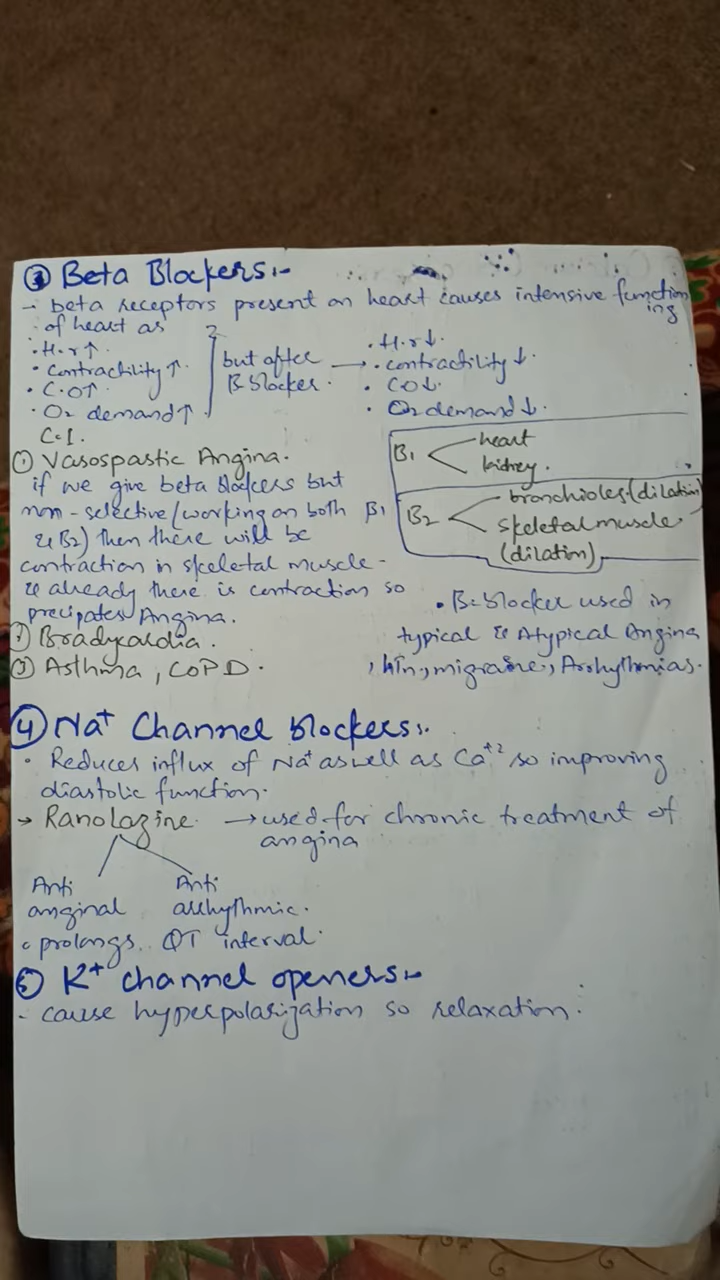 ③ Beta Blockers:-
- beta receptors present on heart causes intensive functioning
of heart as
• H.r↑
• Contractility↑
• C.O↑
• O₂ demand↑
but after
B blocker. →
• H.r↓
• contractility↓
• CO↓
• O₂ demand↓
C.I.
① Vasospastic Angina.
if we give beta blockers but
non-selective (working on both B₁
& B₂) then there will be
contraction in skeletal muscle -
& already there is contraction so
precipates Angina.
② Bradycardia.
③ Asthma, COPD.
B₁ heart
kidney.
B₂ bronchioles (dilation)
skeletal muscle
(dilation)
• B-blocker used in
typical & Atypical Angina
, htn, migraine, Arrhythmias.
④ Na⁺ Channel blockers:-
• Reduces influx of Na⁺ as well as Ca⁺² so improving
diastolic function.
→ Ranolazine → used for chronic treatment of
angina
Anti
anginal
Anti
arrhythmic.
• prolongs QT interval.
⑤ K⁺ channel openers:-
- cause hyperpolarization so relaxation.